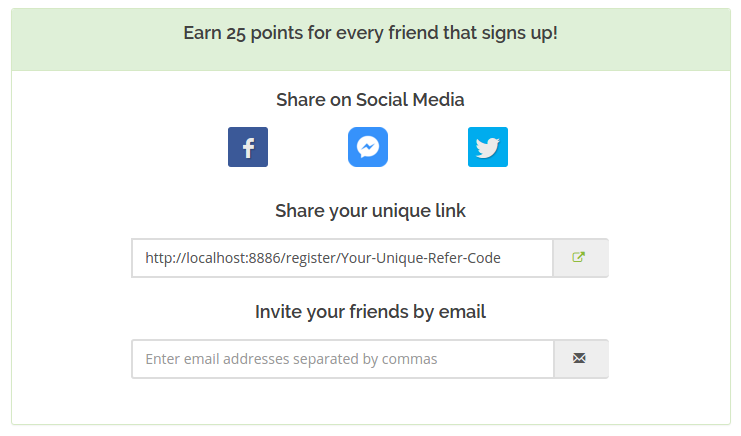 Earn 25 points for every friend that signs up!
Share on Social Media
Share your unique link
http://localhost:8886/register/Your-Unique-Refer-Code
Invite your friends by email
Enter email addresses separated by commas